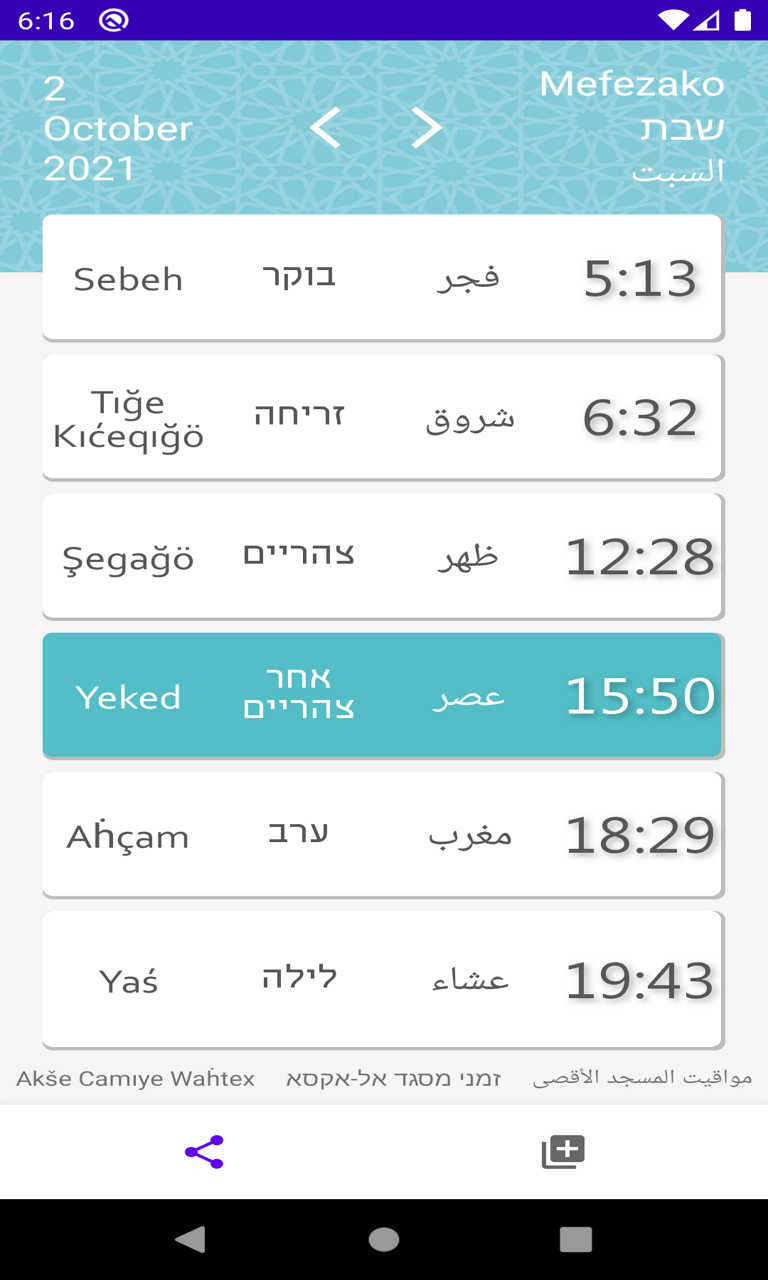 6:16
2
October
2021
Mefezako
שבת
السبت
Sebeh בוקר فجر 5:13
Tığe
Kıćeqığö זריחה شروق 6:32
Şegağö צהריים ظهر 12:28
Yeked אחר
צהריים عصر 15:50
Aḣçam ערב مغرب 18:29
Yaś לילה عشاء 19:43
Akše Camıye Waḣtex זמני מסגד אל-אקסא مواقيت المسجد الأقصى